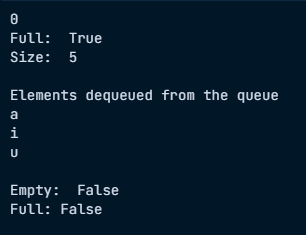 0
Full:  True
Size:  5

Elements dequeued from the queue
a
i
u

Empty:  False
Full: False